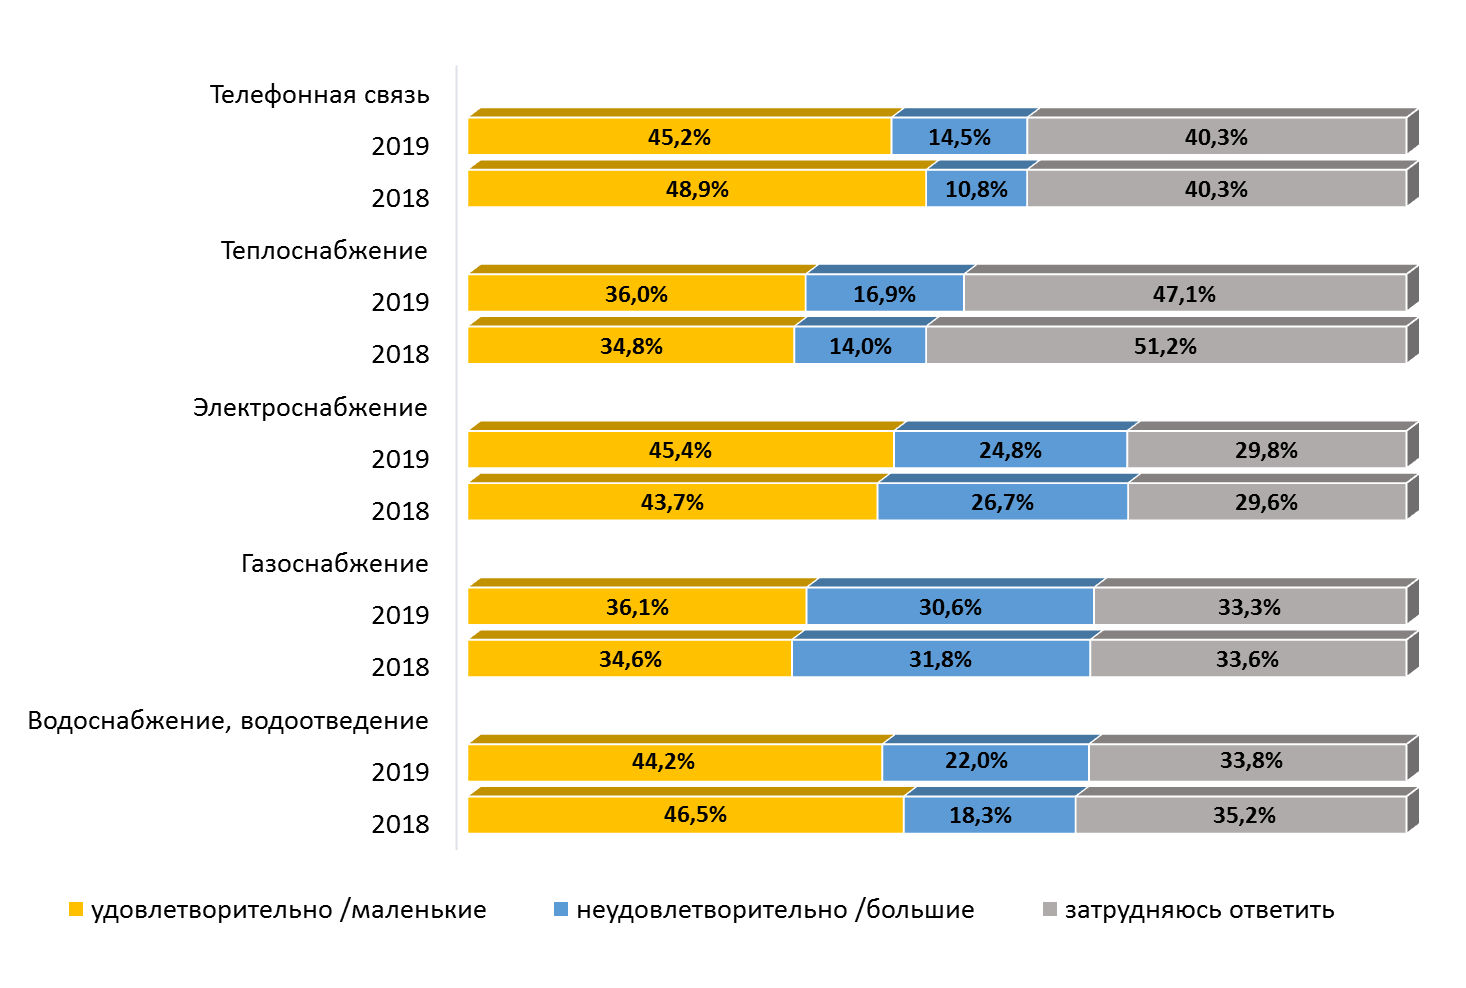 Телефонная связь
2019 45,2% 14,5% 40,3%
2018 48,9% 10,8% 40,3%
Теплоснабжение
2019 36,0% 16,9% 47,1%
2018 34,8% 14,0% 51,2%
Электроснабжение
2019 45,4% 24,8% 29,8%
2018 43,7% 26,7% 29,6%
Газоснабжение
2019 36,1% 30,6% 33,3%
2018 34,6% 31,8% 33,6%
Водоснабжение, водоотведение
2019 44,2% 22,0% 33,8%
2018 46,5% 18,3% 35,2%
удовлетворительно /маленькие неудовлетворительно /большие затрудняюсь ответить